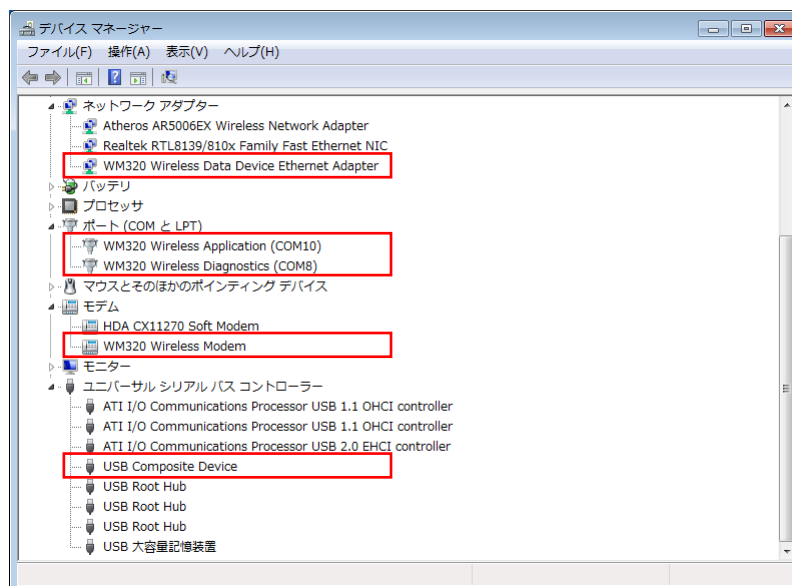 デバイス マネージャー
ファイル(F) 操作(A) 表示(V) ヘルプ(H)
ネットワーク アダプター
Atheros AR5006EX Wireless Network Adapter
Realtek RTL8139/810x Family Fast Ethernet NIC
WM320 Wireless Data Device Ethernet Adapter
バッテリ
プロセッサ
ポート (COM と LPT)
WM320 Wireless Application (COM10)
WM320 Wireless Diagnostics (COM8)
マウスとそのほかのポインティング デバイス
モデム
HDA CX11270 Soft Modem
WM320 Wireless Modem
モニター
ユニバーサル シリアル バス コントローラー
ATI I/O Communications Processor USB 1.1 OHCI controller
ATI I/O Communications Processor USB 1.1 OHCI controller
ATI I/O Communications Processor USB 2.0 EHCI controller
USB Composite Device
USB Root Hub
USB Root Hub
USB Root Hub
USB 大容量記憶装置